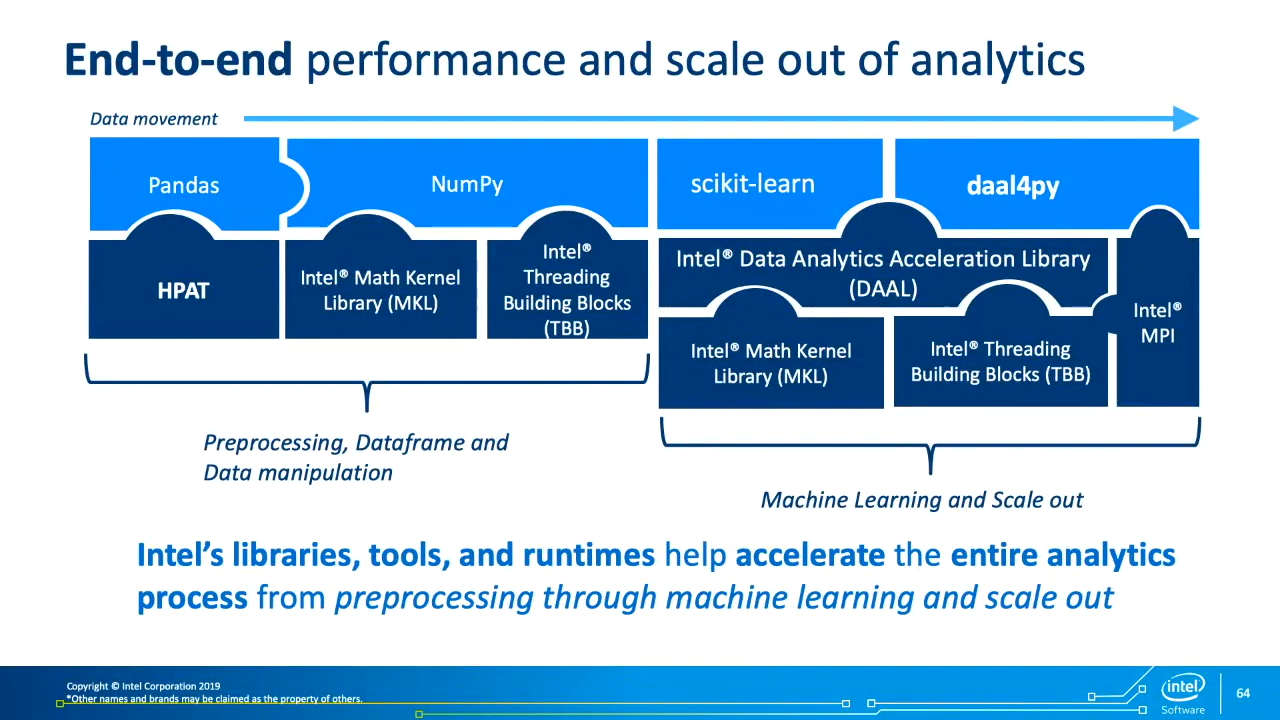 End-to-end performance and scale out of analytics
Data movement
Pandas
NumPy
scikit-learn
daal4py
HPAT
Intel® Math Kernel
Library (MKL)
Intel®
Threading
Building Blocks
(TBB)
Intel® Data Analytics Acceleration Library
(DAAL)
Intel® Math Kernel
Library (MKL)
Intel® Threading
Building Blocks (TBB)
Intel®
MPI
Preprocessing, Dataframe and
Data manipulation
Machine Learning and Scale out
Intel’s libraries, tools, and runtimes help accelerate the entire analytics
process from preprocessing through machine learning and scale out
Copyright © Intel Corporation 2019
*Other names and brands may be claimed as the property of others.
intel
Software
64